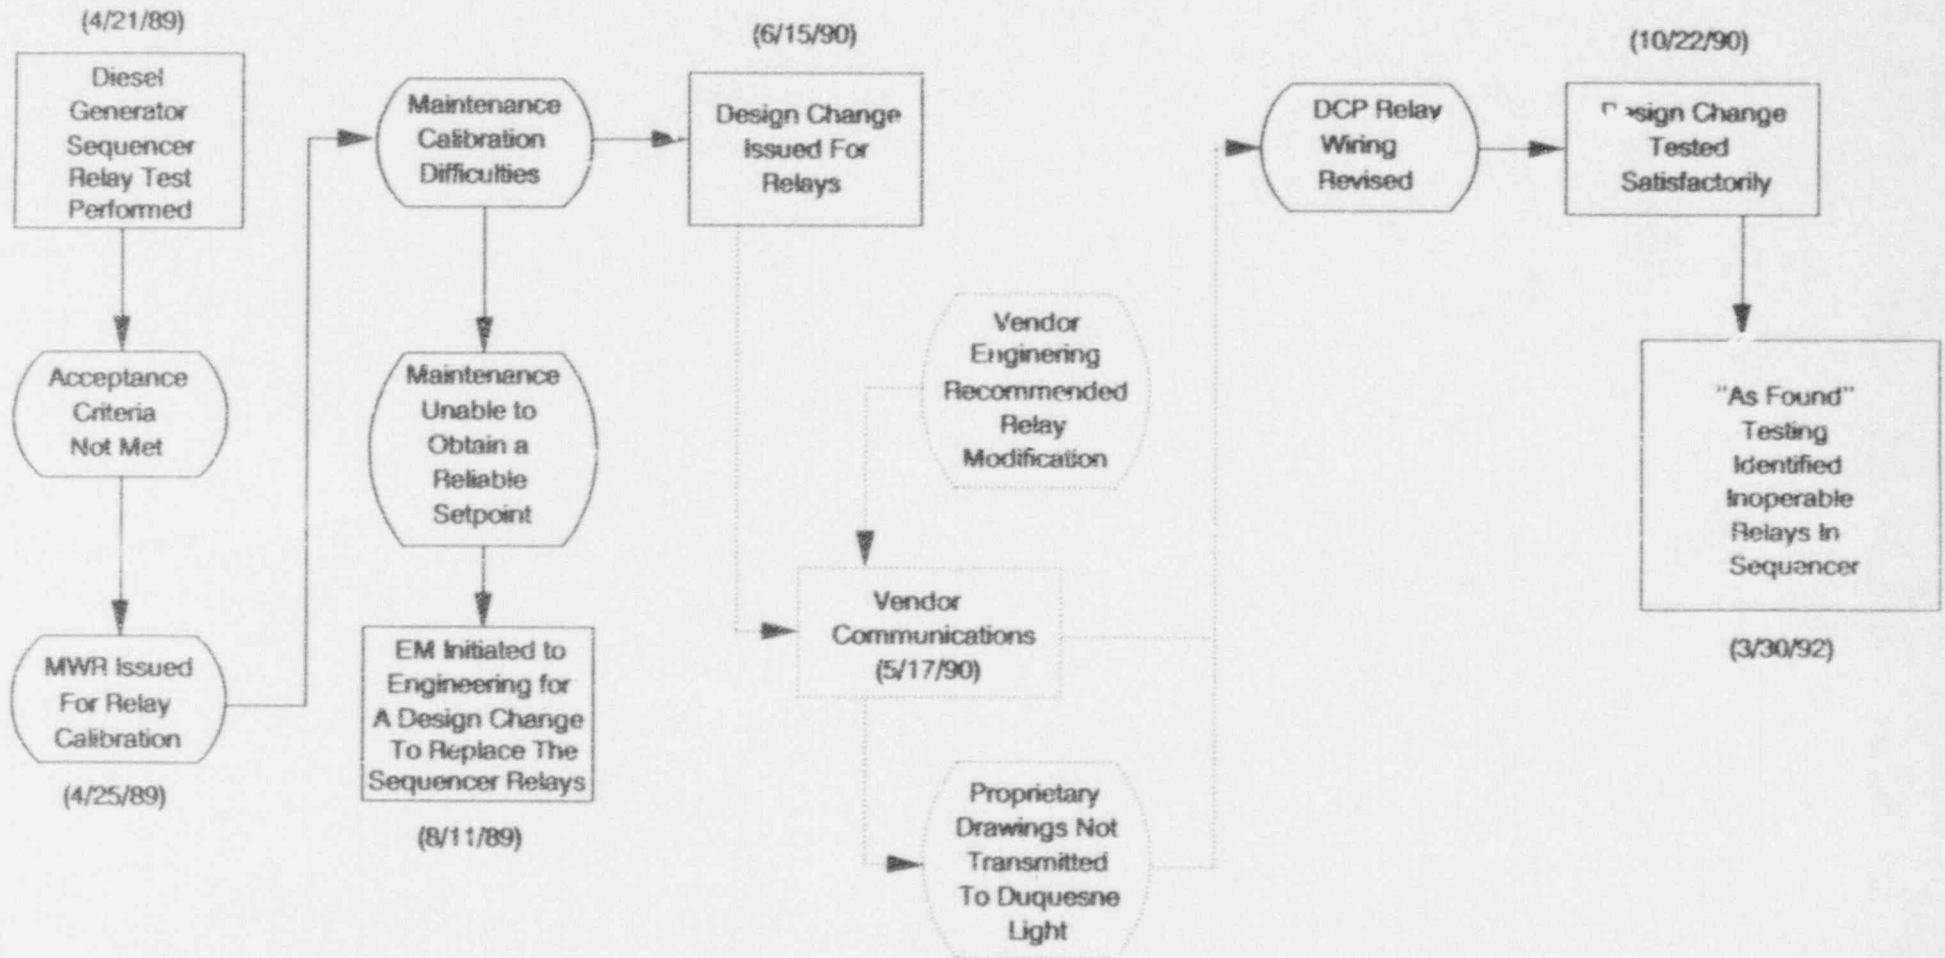 (4/21/89)
Diesel
Generator
Sequencer
Relay Test
Performed
Acceptance
Criteria
Not Met
MWR Issued
For Relay
Calibration
(4/25/89)
Maintenance
Calibration
Difficulties
Maintenance
Unable to
Obtain a
Reliable
Setpoint
EM Initiated to
Engineering for
A Design Change
To Replace The
Sequencer Relays
(8/11/89)
(6/15/90)
Design Change
Issued For
Relays
Vendor
Enginering
Recommended
Relay
Modification
Vendor
Communications
(5/17/90)
Proprietary
Drawings Not
Transmitted
To Duquesne
Light
DCP Relay
Wiring
Revised
(10/22/90)
Design Change
Tested
Satisfactorily
"As Found"
Testing
Identified
Inoperable
Relays In
Sequencer
(3/30/92)